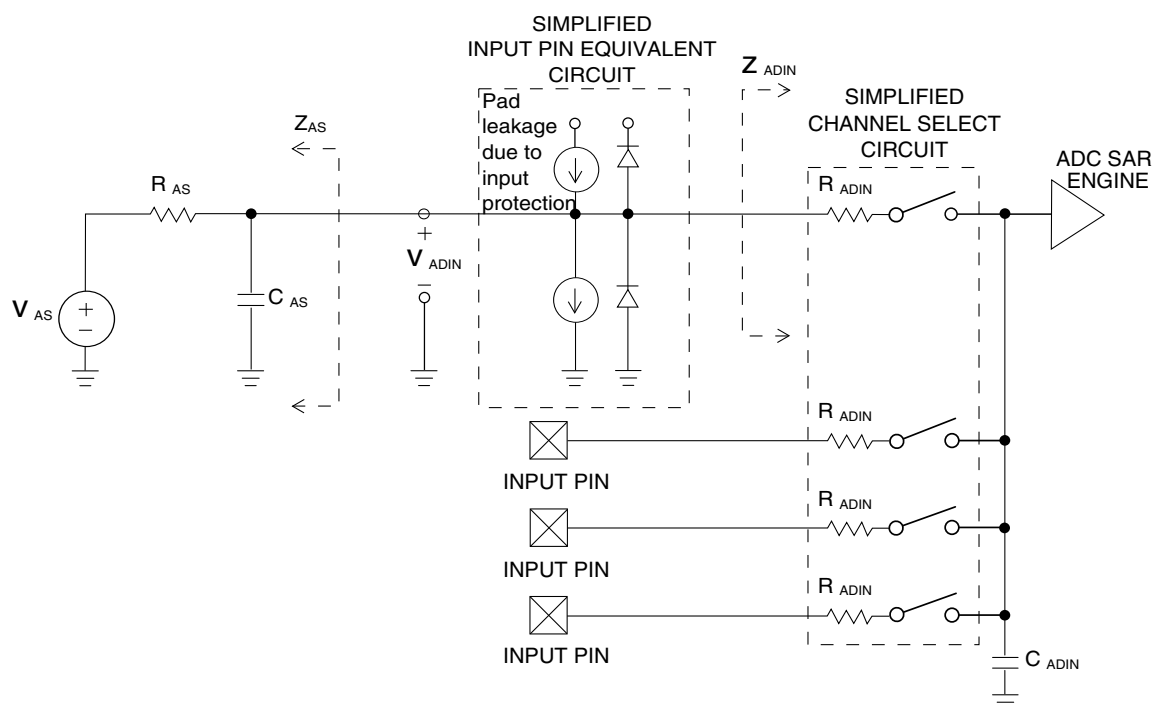 SIMPLIFIED
INPUT PIN EQUIVALENT
CIRCUIT
Pad
leakage
due to
input
protection
Z ADIN
SIMPLIFIED
CHANNEL SELECT
CIRCUIT
ADC SAR
ENGINE
ZAS
R AS
R ADIN
+
V ADIN
−
C AS
V AS
+
−
R ADIN
INPUT PIN
R ADIN
INPUT PIN
R ADIN
INPUT PIN
C ADIN